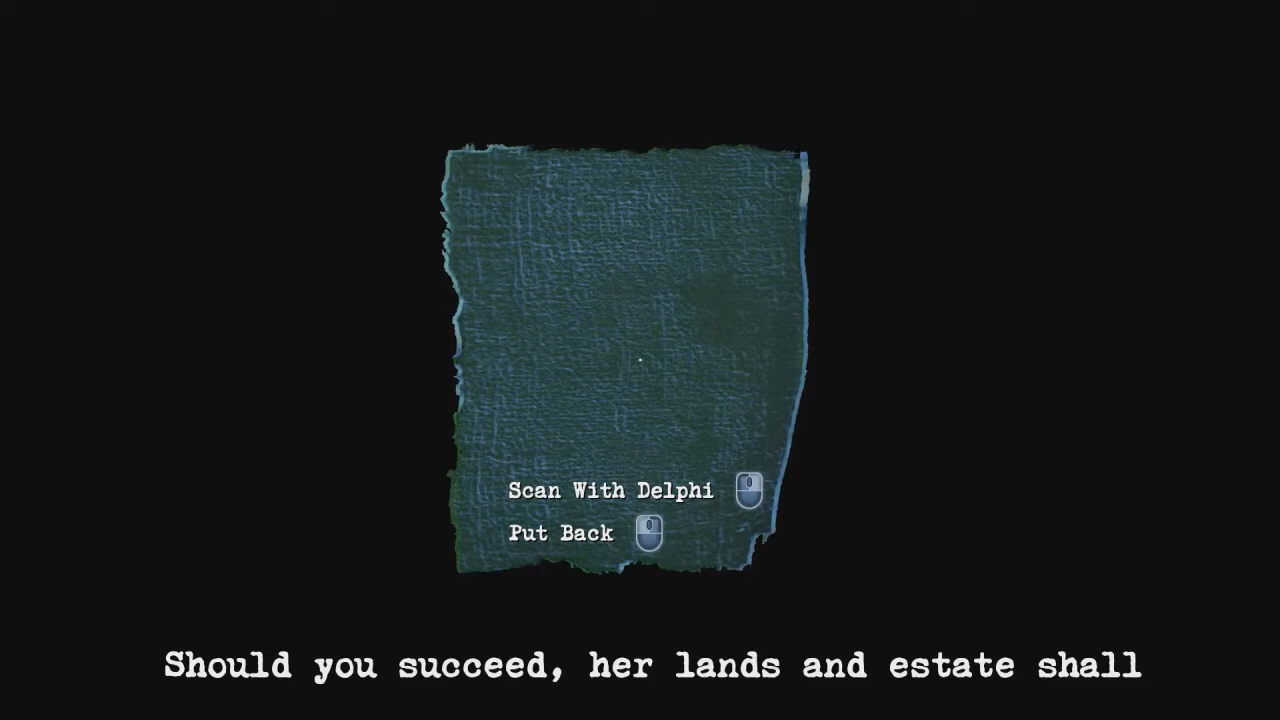 Scan With Delphi
Put Back
Should you succeed, her lands and estate shall